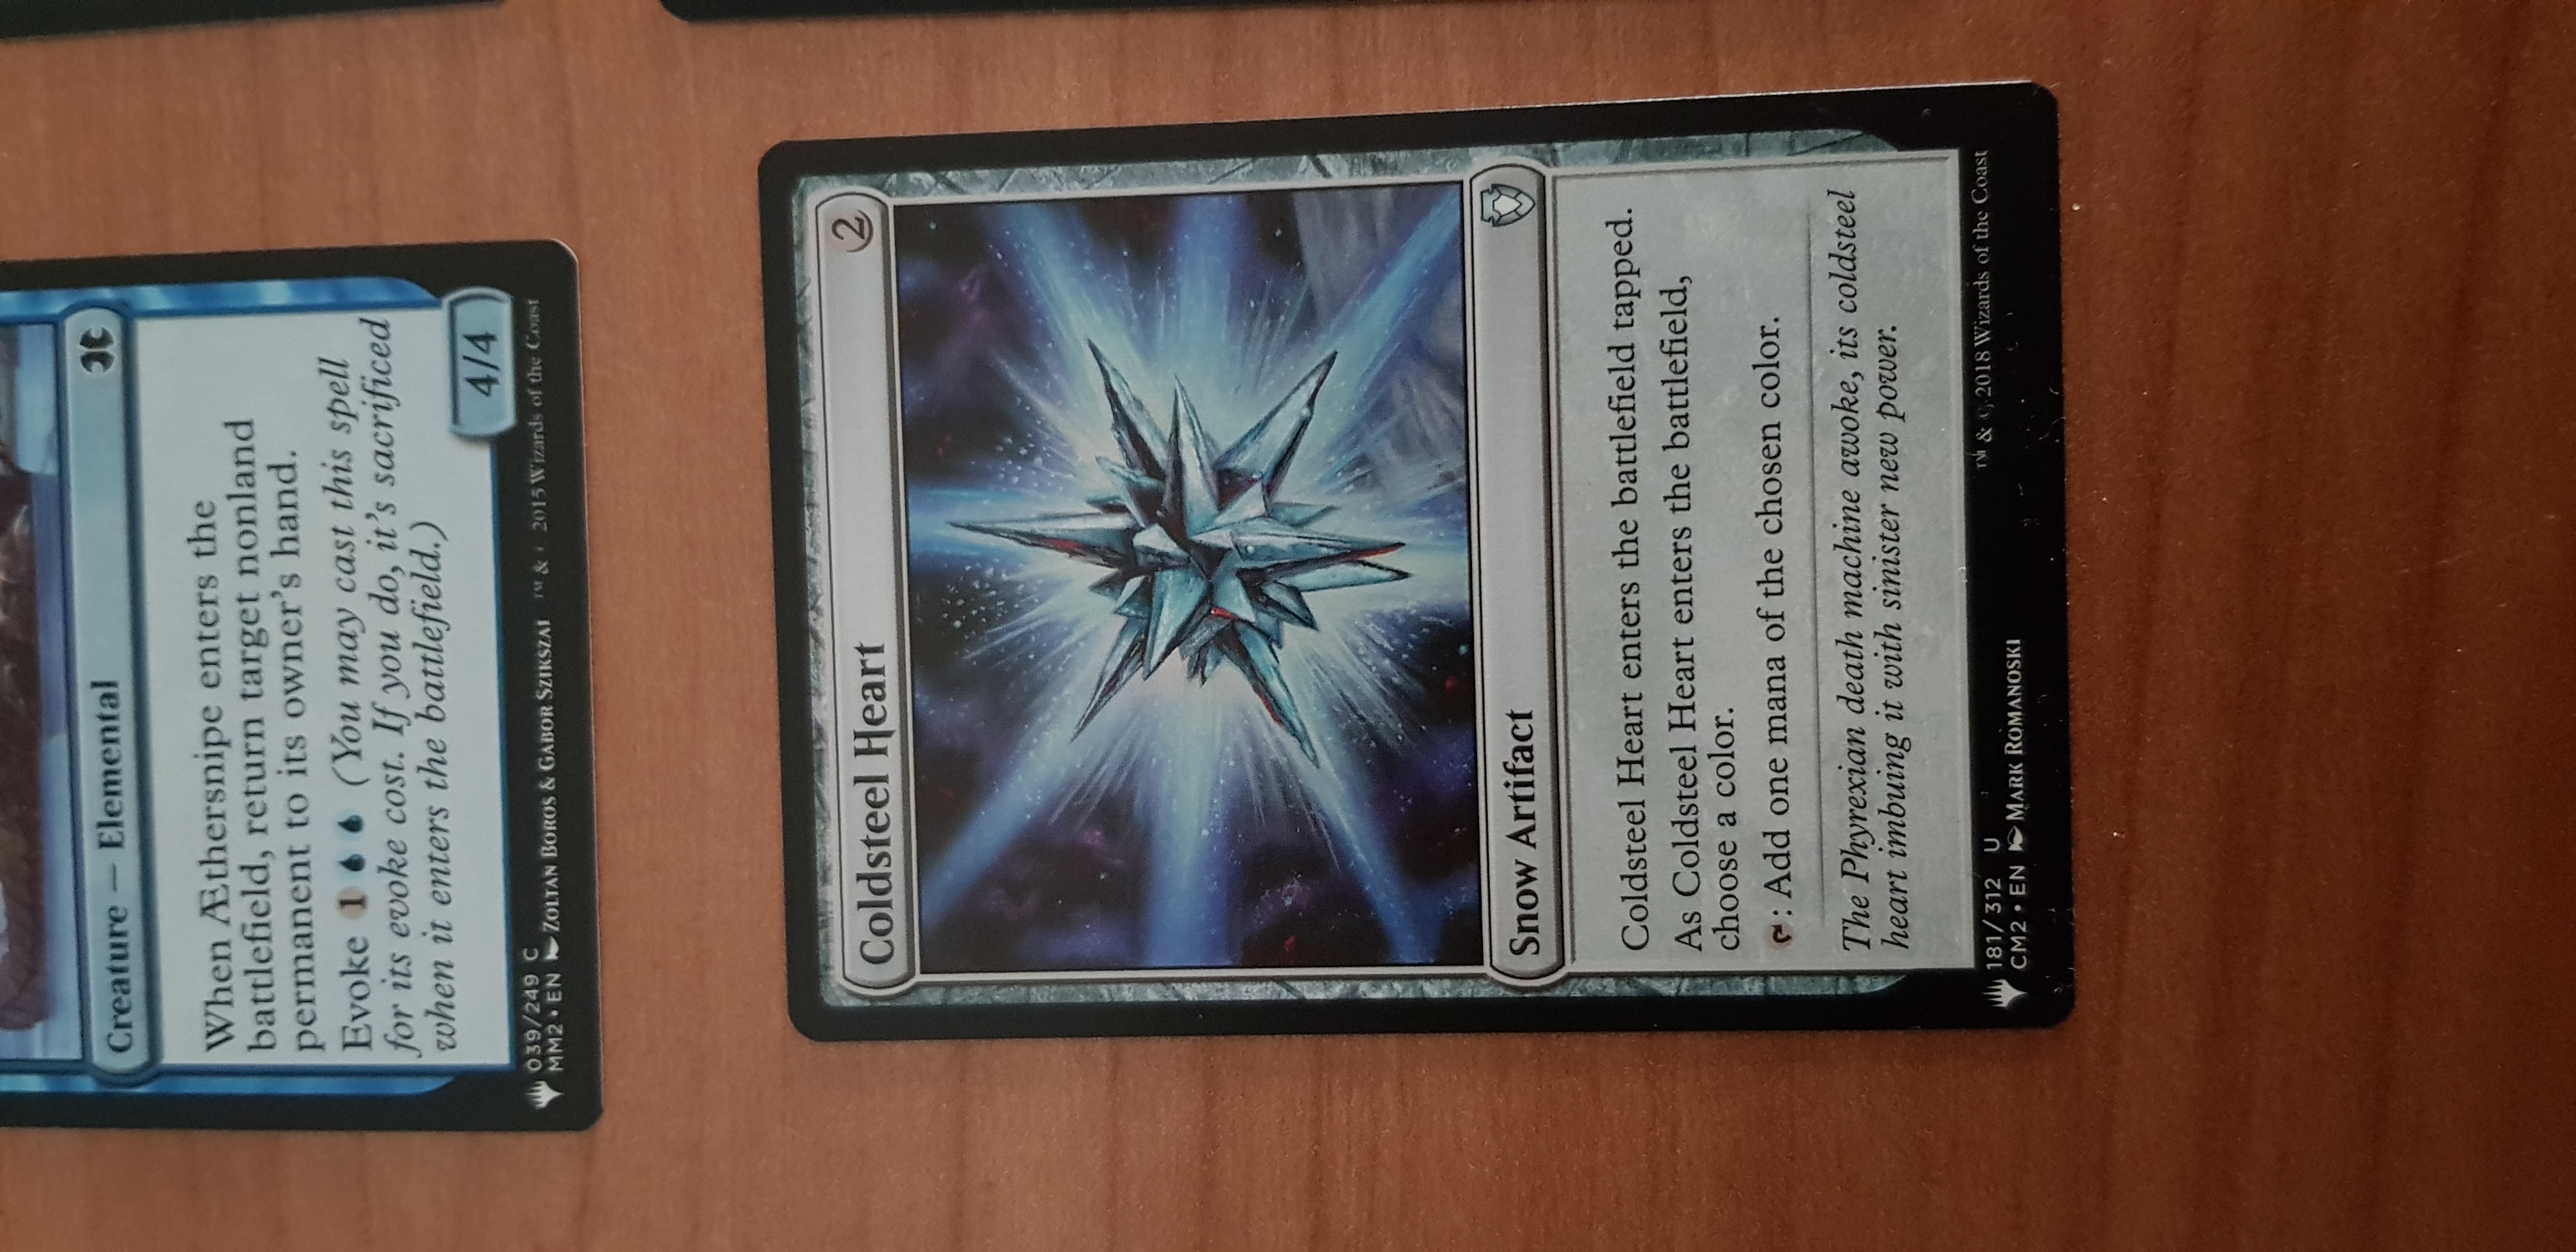 Creature — Elemental
When Æthersnipe enters the
battlefield, return target nonland
permanent to its owner's hand.
Evoke 1 (You may cast this spell
for its evoke cost. If you do, it's sacrificed
when it enters the battlefield.)
4/4
039/249 C
MM2 • EN ZOLTAN BOROS & GABOR SZIKSZAI ™ & © 2015 Wizards of the Coast
Coldsteel Heart 2
Snow Artifact
Coldsteel Heart enters the battlefield tapped.
As Coldsteel Heart enters the battlefield,
choose a color.
: Add one mana of the chosen color.
The Phyrexian death machine awoke, its coldsteel
heart imbuing it with sinister new power.
181/312 U ™ & © 2018 Wizards of the Coast
CM2 • EN MARK ROMANOSKI